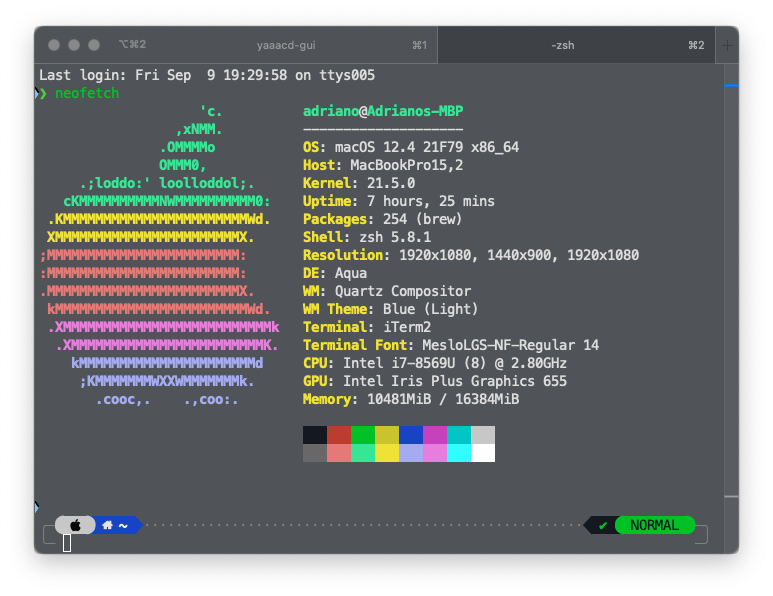 ⌥⌘2 yaaacd-gui ⌘1 -zsh ⌘2 +
Last login: Fri Sep  9 19:29:58 on ttys005
❯ neofetch
                    'c.          adriano@Adrianos-MBP
                 ,xNMM.          --------------------
               .OMMMMo           OS: macOS 12.4 21F79 x86_64
               OMMM0,            Host: MacBookPro15,2
     .;loddo:' loolloddol;.      Kernel: 21.5.0
   cKMMMMMMMMMMNWMMMMMMMMMM0:    Uptime: 7 hours, 25 mins
 .KMMMMMMMMMMMMMMMMMMMMMMMWd.    Packages: 254 (brew)
 XMMMMMMMMMMMMMMMMMMMMMMMX.      Shell: zsh 5.8.1
;MMMMMMMMMMMMMMMMMMMMMMMM:       Resolution: 1920x1080, 1440x900, 1920x1080
:MMMMMMMMMMMMMMMMMMMMMMMM:       DE: Aqua
.MMMMMMMMMMMMMMMMMMMMMMMMX.      WM: Quartz Compositor
 kMMMMMMMMMMMMMMMMMMMMMMMMWd.    WM Theme: Blue (Light)
 .XMMMMMMMMMMMMMMMMMMMMMMMMMMk   Terminal: iTerm2
  .XMMMMMMMMMMMMMMMMMMMMMMMMK.   Terminal Font: MesloLGS-NF-Regular 14
    kMMMMMMMMMMMMMMMMMMMMMMd     CPU: Intel i7-8569U (8) @ 2.80GHz
     ;KMMMMMMMWXXWMMMMMMMk.      GPU: Intel Iris Plus Graphics 655
       .cooc,.    .,coo:.        Memory: 10481MiB / 16384MiB
~ ✔ NORMAL